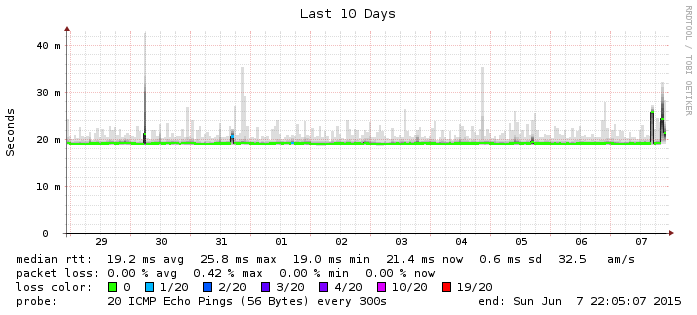 Last 10 Days
RRDTOOL / TOBI OETIKER
Seconds
40 m
30 m
20 m
10 m
0
29 30 31 01 02 03 04 05 06 07
median rtt: 19.2 ms avg 25.8 ms max 19.0 ms min 21.4 ms now 0.6 ms sd 32.5 am/s
packet loss: 0.00 % avg 0.42 % max 0.00 % min 0.00 % now
loss color: 0 1/20 2/20 3/20 4/20 10/20 19/20
probe: 20 ICMP Echo Pings (56 Bytes) every 300s end: Sun Jun 7 22:05:07 2015